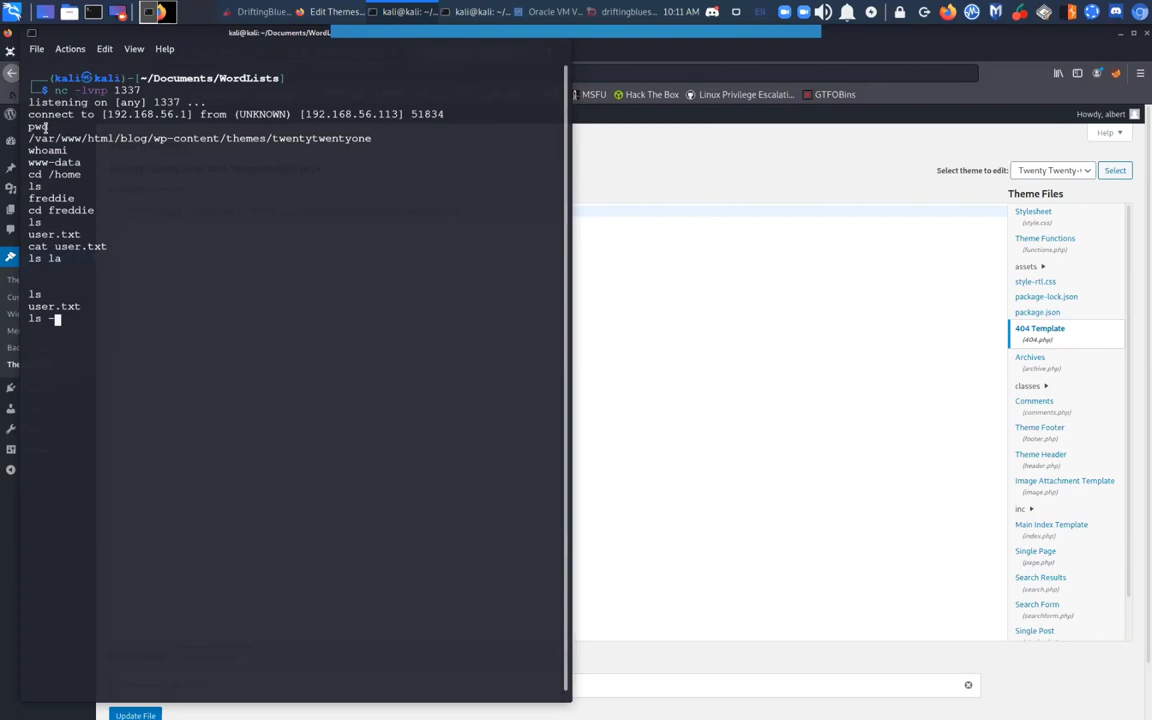 DriftingBlue...
Edit Themes...
kali@kali: ~/...
kali@kali: ~/...
Oracle VM V...
driftingblues...
10:11 AM
EN
kali@kali: ~/Documents/WordL
File Actions Edit View Help
MSFU
Hack The Box
Linux Privilege Escalati...
GTFOBins
(kali㉿kali)-[~/Documents/WordLists]
$ nc -lvnp 1337
listening on [any] 1337 ...
connect to [192.168.56.1] from (UNKNOWN) [192.168.56.113] 51834
pwd
/var/www/html/blog/wp-content/themes/twentytwentyone
whoami
www-data
cd /home
ls
freddie
cd freddie
ls
user.txt
cat user.txt
ls la
ls
user.txt
ls -
Howdy, albert
Help
Select theme to edit:
Twenty Twenty-
Select
Theme Files
Stylesheet
(style.css)
Theme Functions
(functions.php)
assets
style-rtl.css
package-lock.json
package.json
404 Template
(404.php)
Archives
(archive.php)
classes
Comments
(comments.php)
Theme Footer
(footer.php)
Theme Header
(header.php)
Image Attachment Template
(image.php)
inc
Main Index Template
(index.php)
Single Page
(page.php)
Search Results
(search.php)
Search Form
(searchform.php)
Single Post
Update File